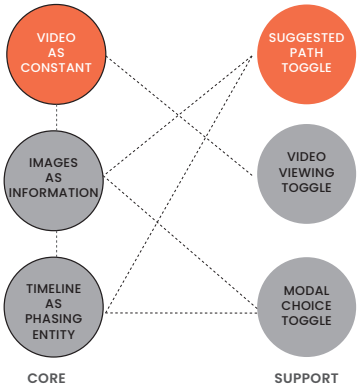 VIDEO
AS
CONSTANT
SUGGESTED
PATH
TOGGLE
IMAGES
AS
INFORMATION
VIDEO
VIEWING
TOGGLE
TIMELINE
AS
PHASING
ENTITY
MODAL
CHOICE
TOGGLE
CORE
SUPPORT